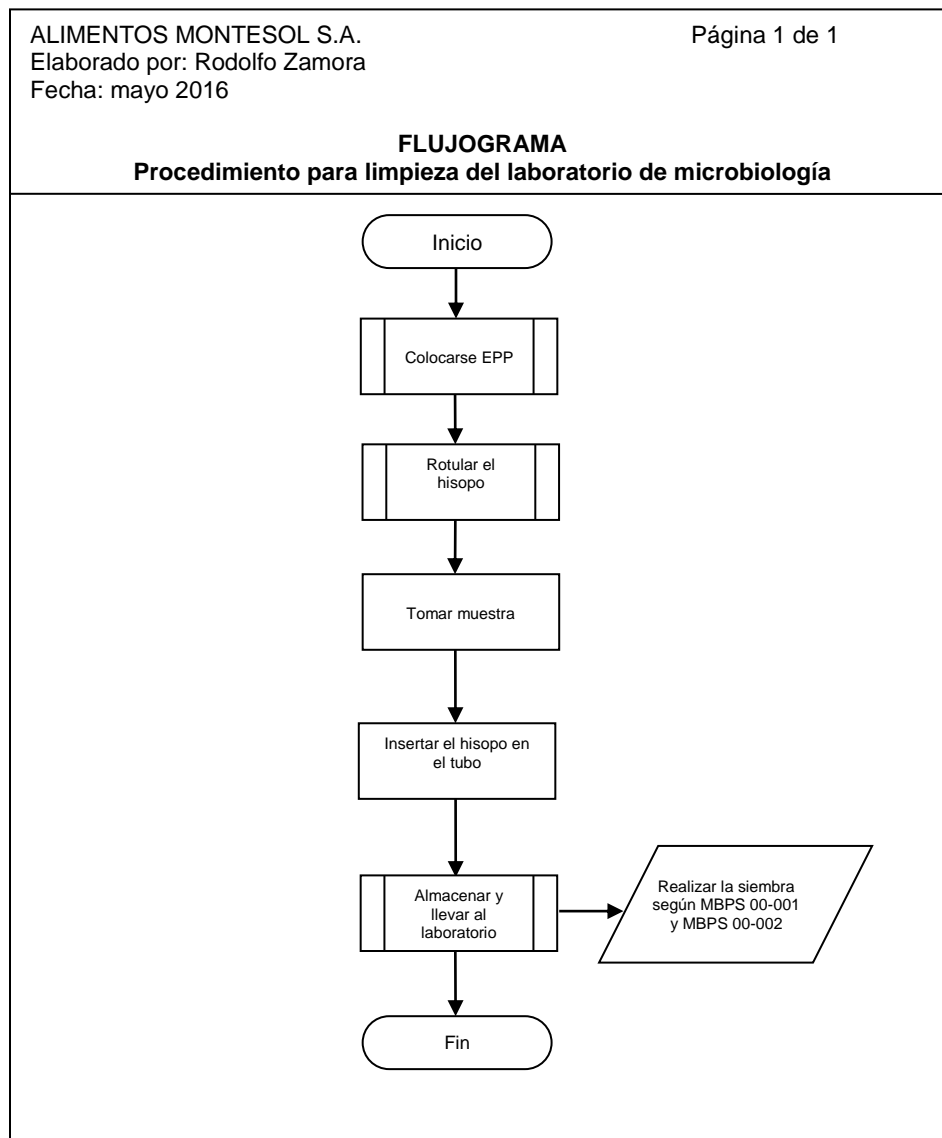 ALIMENTOS MONTESOL S.A. Página 1 de 1
Elaborado por: Rodolfo Zamora
Fecha: mayo 2016
FLUJOGRAMA
Procedimiento para limpieza del laboratorio de microbiología
Inicio
Colocarse EPP
Rotular el
hisopo
Tomar muestra
Insertar el hisopo en
el tubo
Almacenar y
llevar al
laboratorio
Realizar la siembra
según MBPS 00-001
y MBPS 00-002
Fin